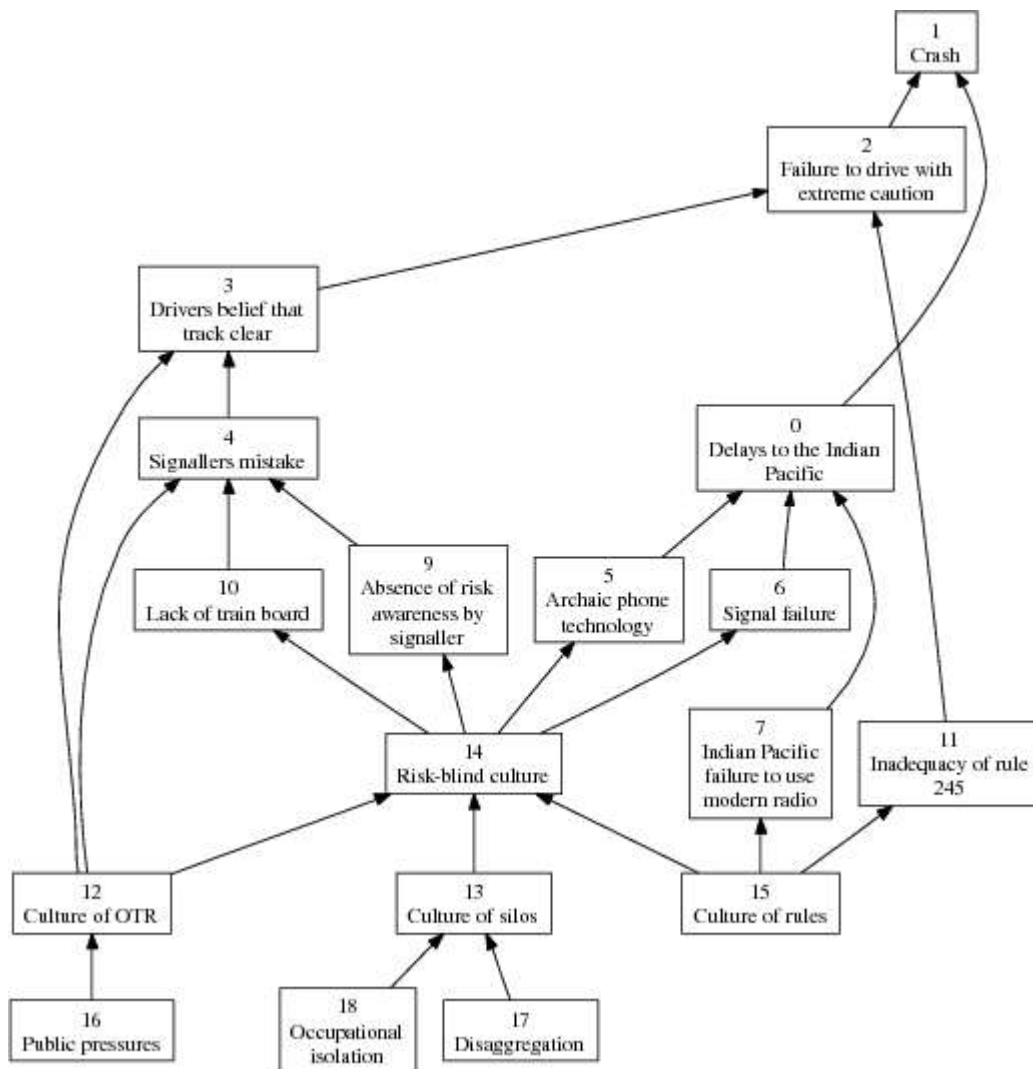 1
Crash
2
Failure to drive with
extreme caution
3
Drivers belief that
track clear
0
Delays to the Indian
Pacific
4
Signallers mistake
9
Absence of risk
awareness by
signaller
5
Archaic phone
technology
10
Lack of train board
6
Signal failure
7
Indian Pacific
failure to use
modern radio
11
Inadequacy of rule
245
14
Risk-blind culture
12
Culture of OTR
13
Culture of silos
15
Culture of rules
16
Public pressures
18
Occupational
isolation
17
Disaggregation